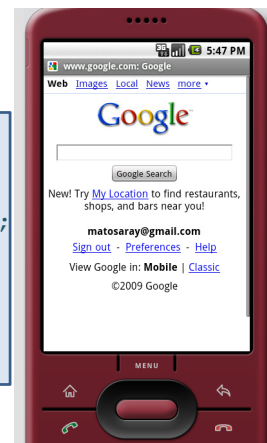 3G 5:47 PM
www.google.com: Google
Web Images Local News more
Google
Google Search
New! Try My Location to find restaurants,
shops, and bars near you!
matosaray@gmail.com
Sign out - Preferences - Help
View Google in: Mobile | Classic
©2009 Google
;
MENU